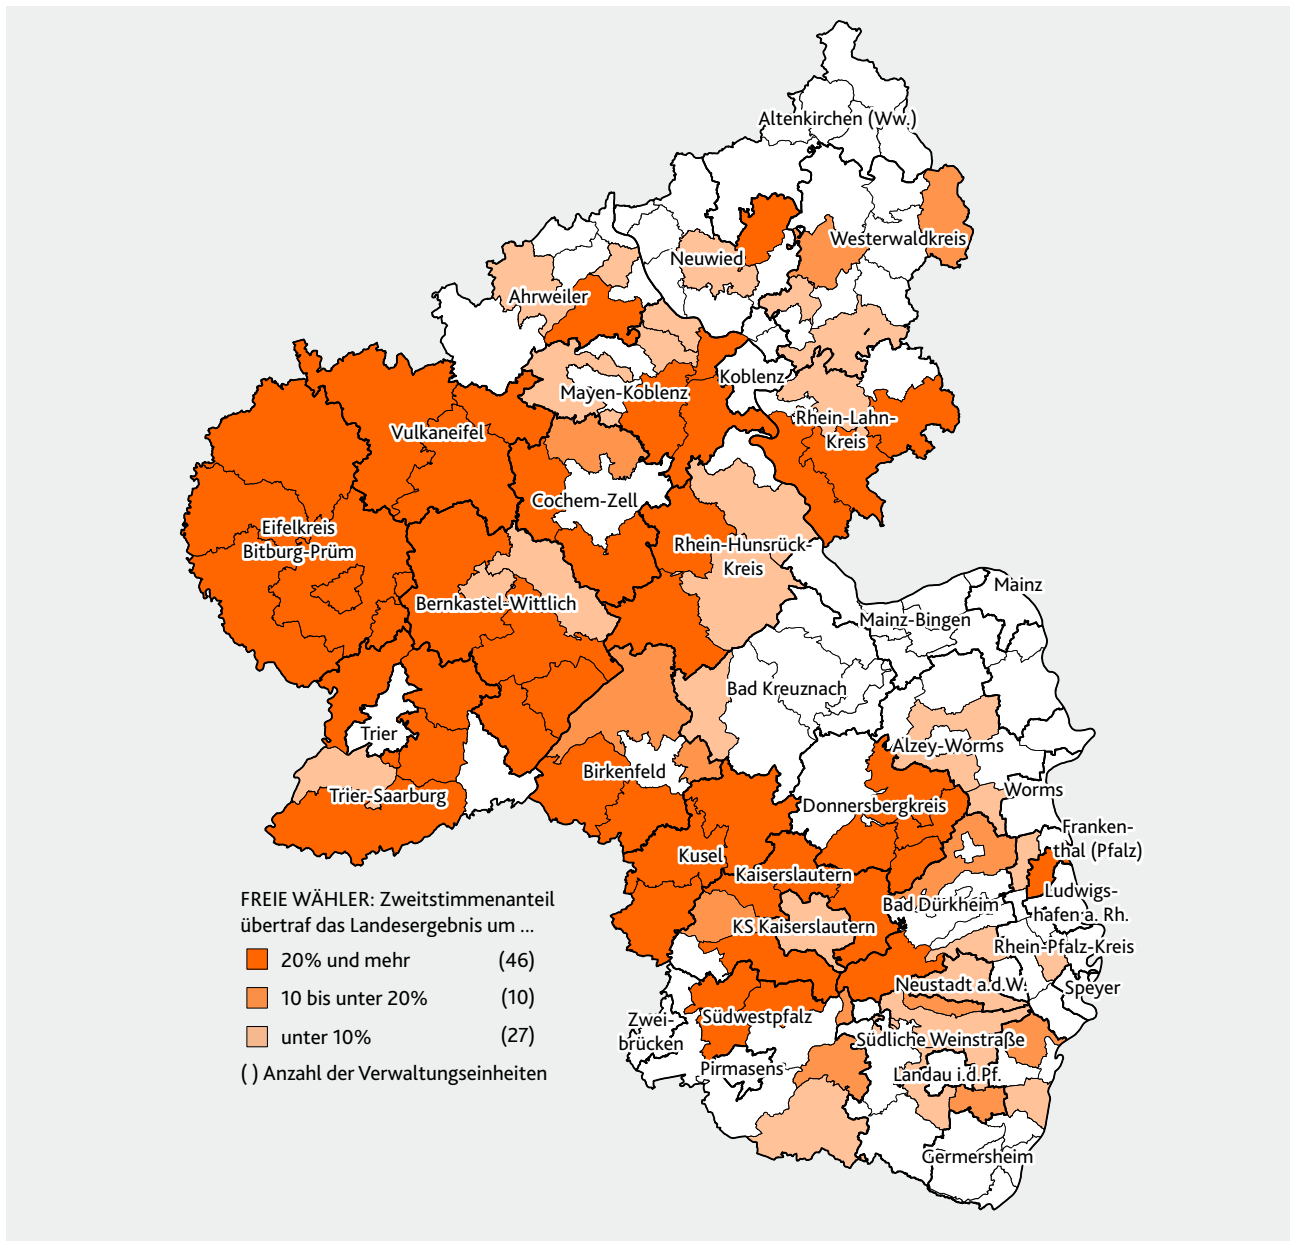 Altenkirchen (Ww.)
Westerwaldkreis
Neuwied
Ahrweiler
Koblenz
Mayen-Koblenz
Rhein-Lahn-
Kreis
Vulkaneifel
Cochem-Zell
Eifelkreis
Bitburg-Prüm
Rhein-Hunsrück-
Kreis
Mainz
Bernkastel-Wittlich
Mainz-Bingen
Bad Kreuznach
Trier
Alzey-Worms
Birkenfeld
Trier-Saarburg
Worms
Donnersbergkreis
Franken-
thal (Pfalz)
Kusel
Kaiserslautern
Ludwigs-
hafen a. Rh.
Bad Dürkheim
KS Kaiserslautern
Rhein-Pfalz-Kreis
Neustadt a.d.W.
Speyer
Südwestpfalz
Zwei-
brücken
Südliche Weinstraße
Pirmasens
Landau i.d.Pf.
Germersheim
FREIE WÄHLER: Zweitstimmenanteil
übertraf das Landesergebnis um ...
20% und mehr (46)
10 bis unter 20% (10)
unter 10% (27)
( ) Anzahl der Verwaltungseinheiten